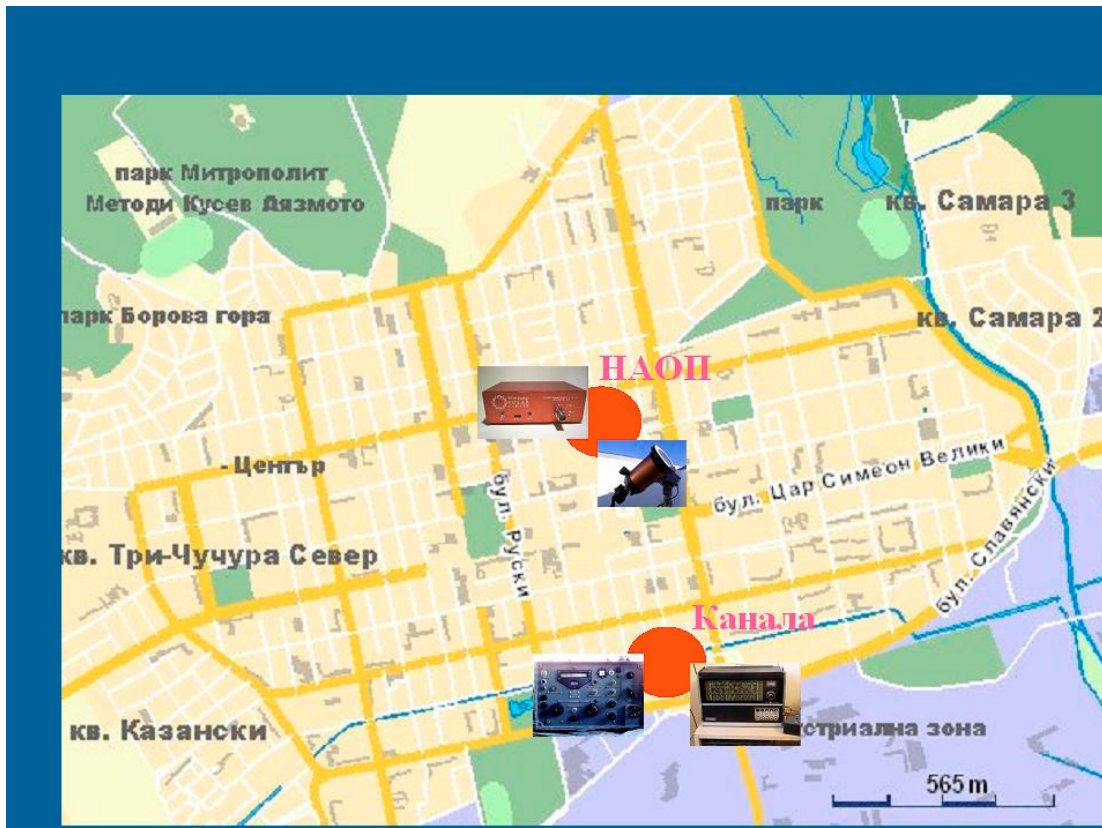 парк Митрополит
Методи Кусев Аязмото
парк
кв. Самара 3
парк Борова гора
кв. Самара 2
НАОП
- Център
бул. Цар Симеон Велики
бул. Руски
кв. Три-Чучура Север
бул. Славянски
Канала
кв. Казански
стриална зона
565 m